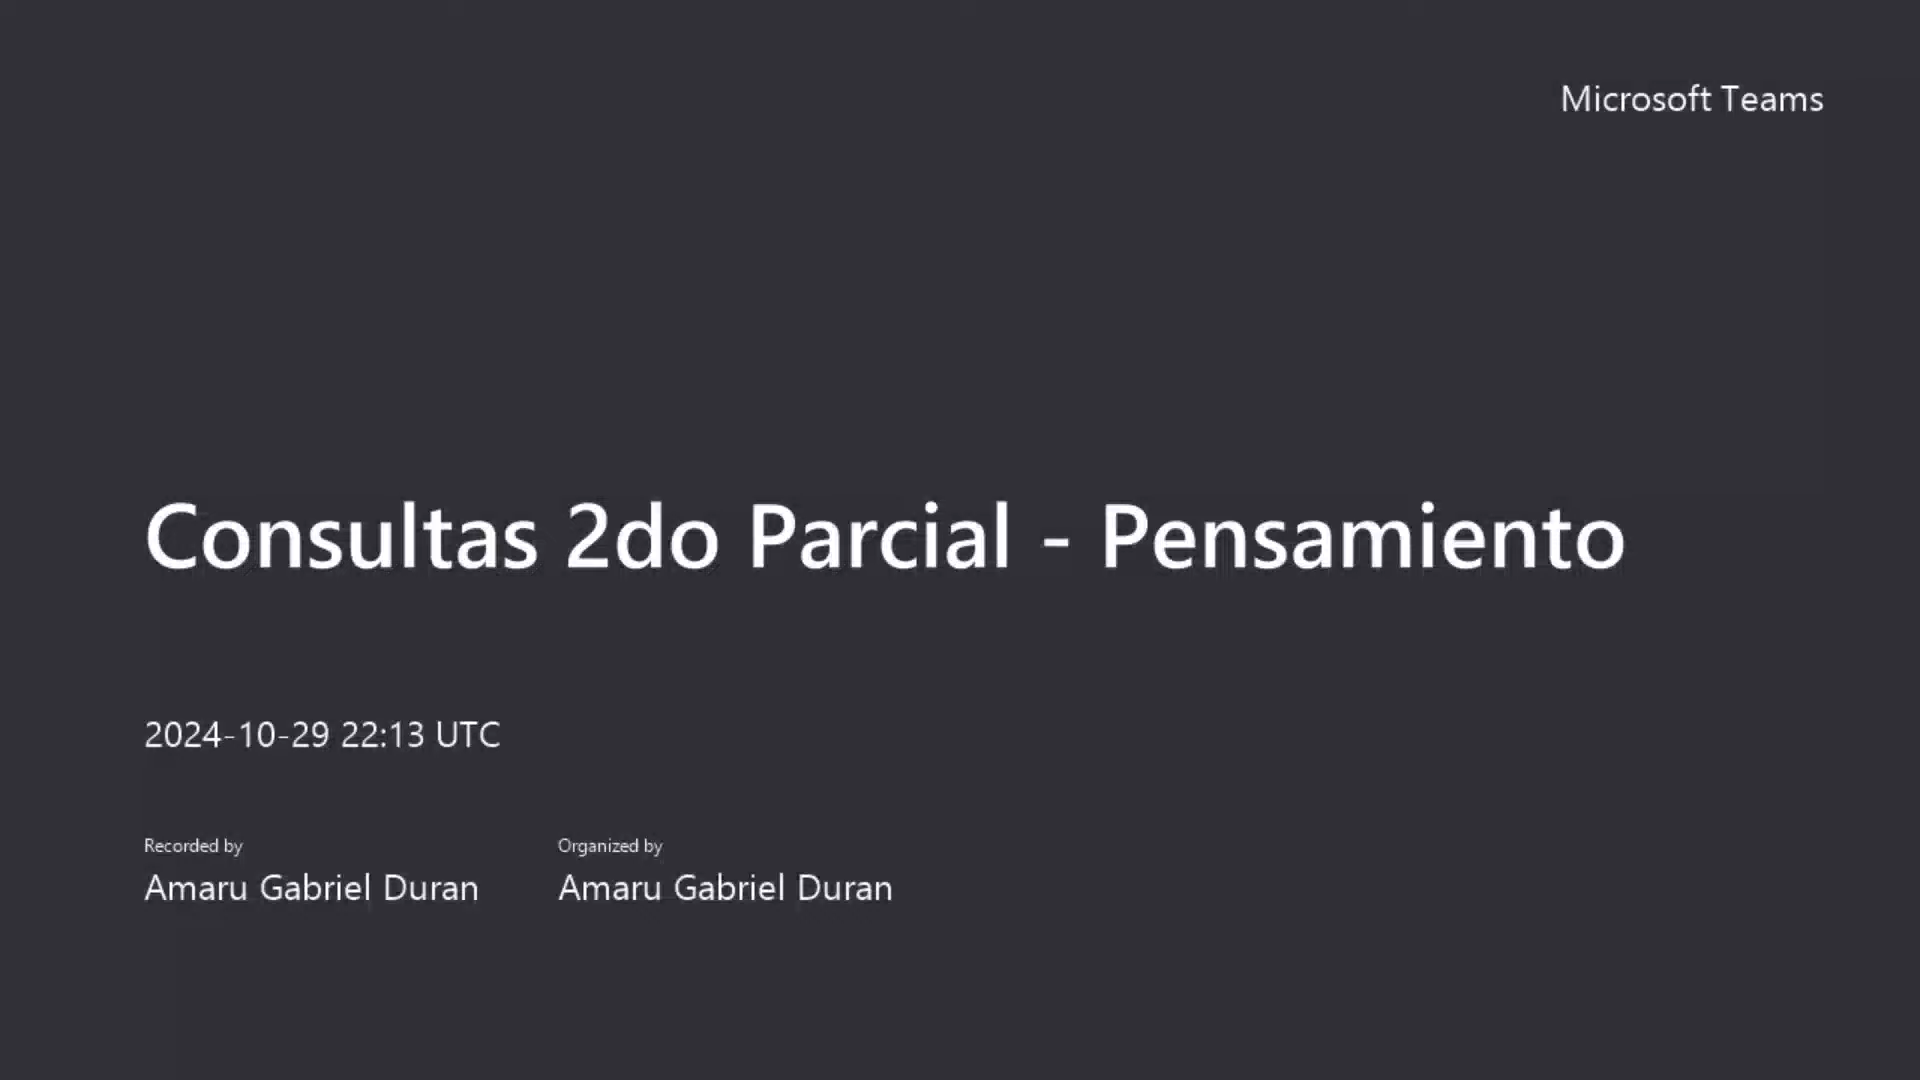 Microsoft Teams
Consultas 2do Parcial - Pensamiento
2024-10-29 22:13 UTC
Recorded by
Organized by
Amaru Gabriel Duran
Amaru Gabriel Duran